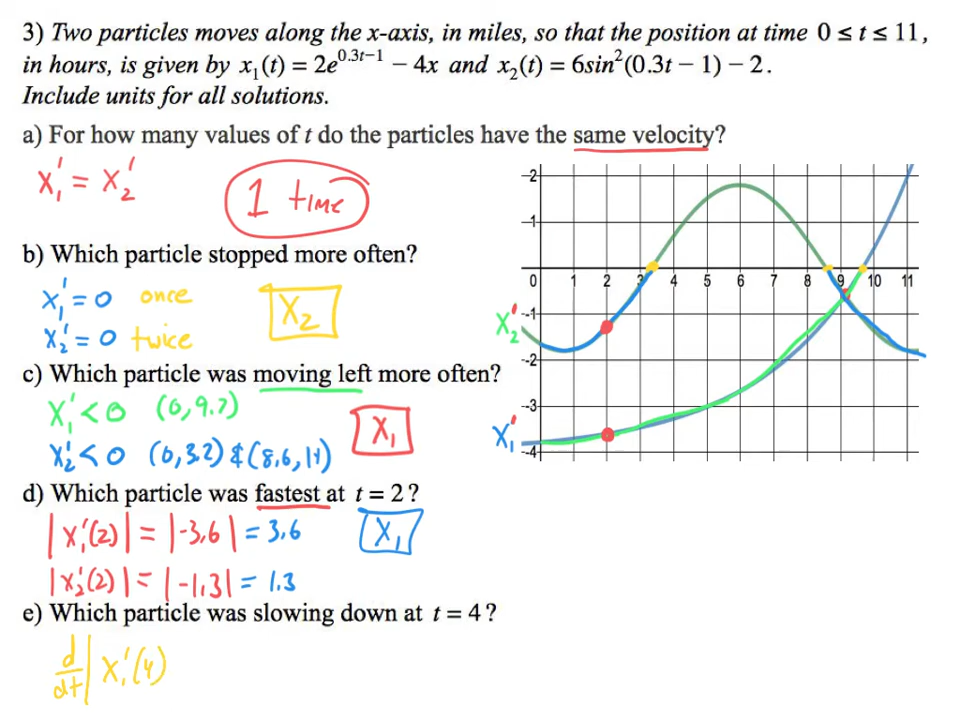 3) Two particles moves along the x-axis, in miles, so that the position at time 0 ≤ t ≤ 11,
in hours, is given by x₁(t) = 2e^(0.3t−1) − 4x and x₂(t) = 6sin²(0.3t − 1) − 2.
Include units for all solutions.
a) For how many values of t do the particles have the same velocity?
x₁' = x₂'
1 time
b) Which particle stopped more often?
x₁' = 0 once
x₂' = 0 twice
x₂
c) Which particle was moving left more often?
x₁' < 0 (0,9.7)
x₂' < 0 (0,3.2) & (8.6,11)
x₁
d) Which particle was fastest at t = 2?
|x₁'(2)| = |-3.6| = 3.6
x₁
|x₂'(2)| = |-1.3| = 1.3
e) Which particle was slowing down at t = 4?
d/dt | x₁'(4)
2
1
0 1 2 3 4 5 6 7 8 9 10 11
-1
x₂'
-2
-3
x₁'
-4